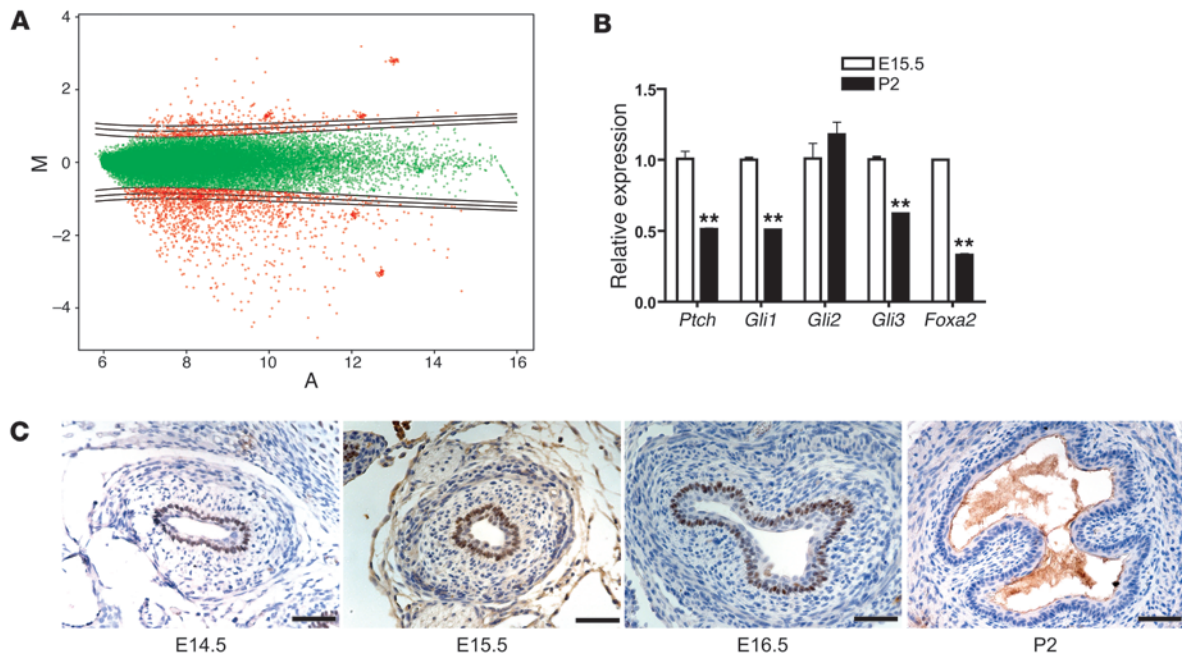 A
4
2
0
−2
−4
M
6
8
10
12
14
16
A
B
E15.5
P2
1.5
1.0
0.5
0.0
Relative expression
**
**
**
**
Ptch
Gli1
Gli2
Gli3
Foxa2
C
E14.5
E15.5
E16.5
P2